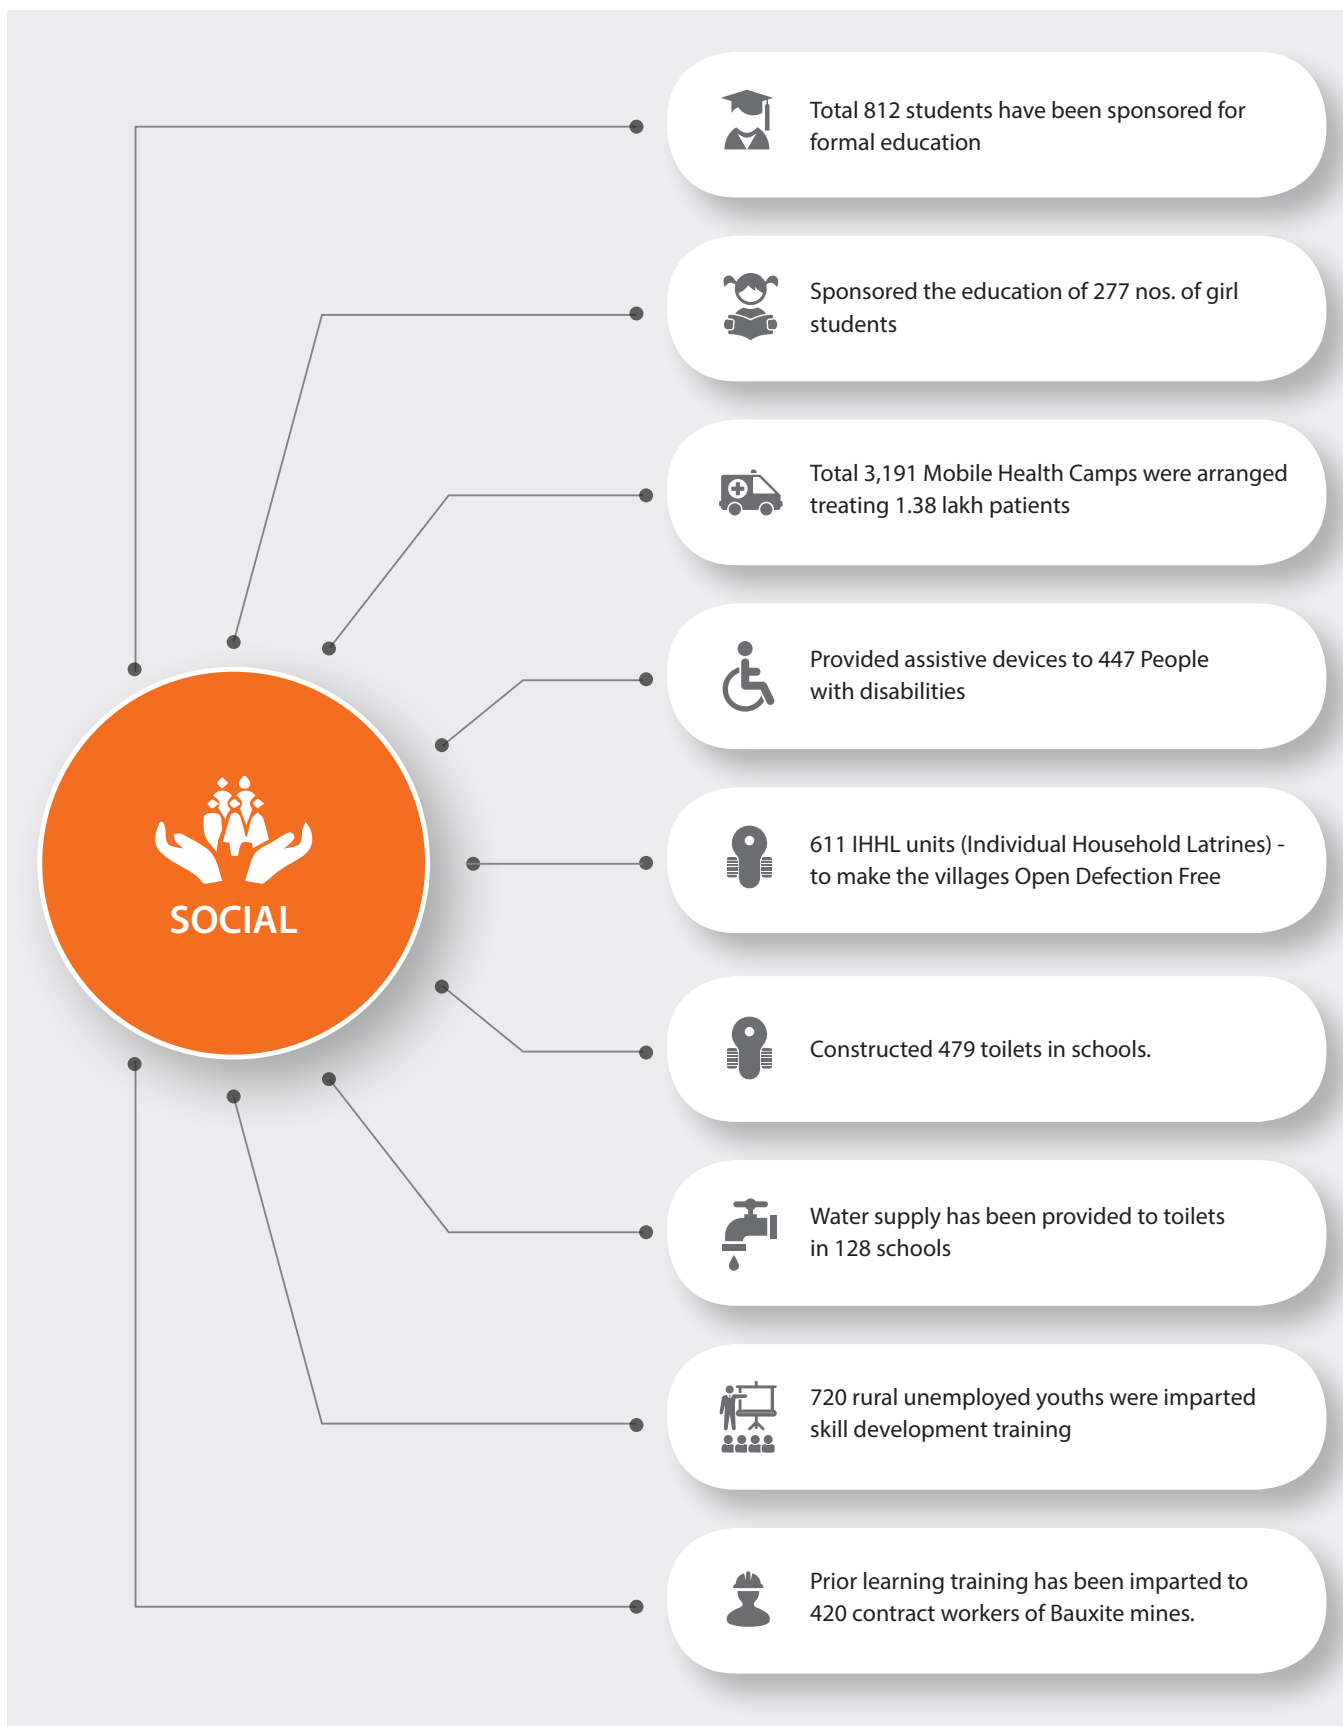 Total 812 students have been sponsored for
formal education
Sponsored the education of 277 nos. of girl
students
Total 3,191 Mobile Health Camps were arranged
treating 1.38 lakh patients
Provided assistive devices to 447 People
with disabilities
611 IHHL units (Individual Household Latrines) -
to make the villages Open Defection Free
SOCIAL
Constructed 479 toilets in schools.
Water supply has been provided to toilets
in 128 schools
720 rural unemployed youths were imparted
skill development training
Prior learning training has been imparted to
420 contract workers of Bauxite mines.